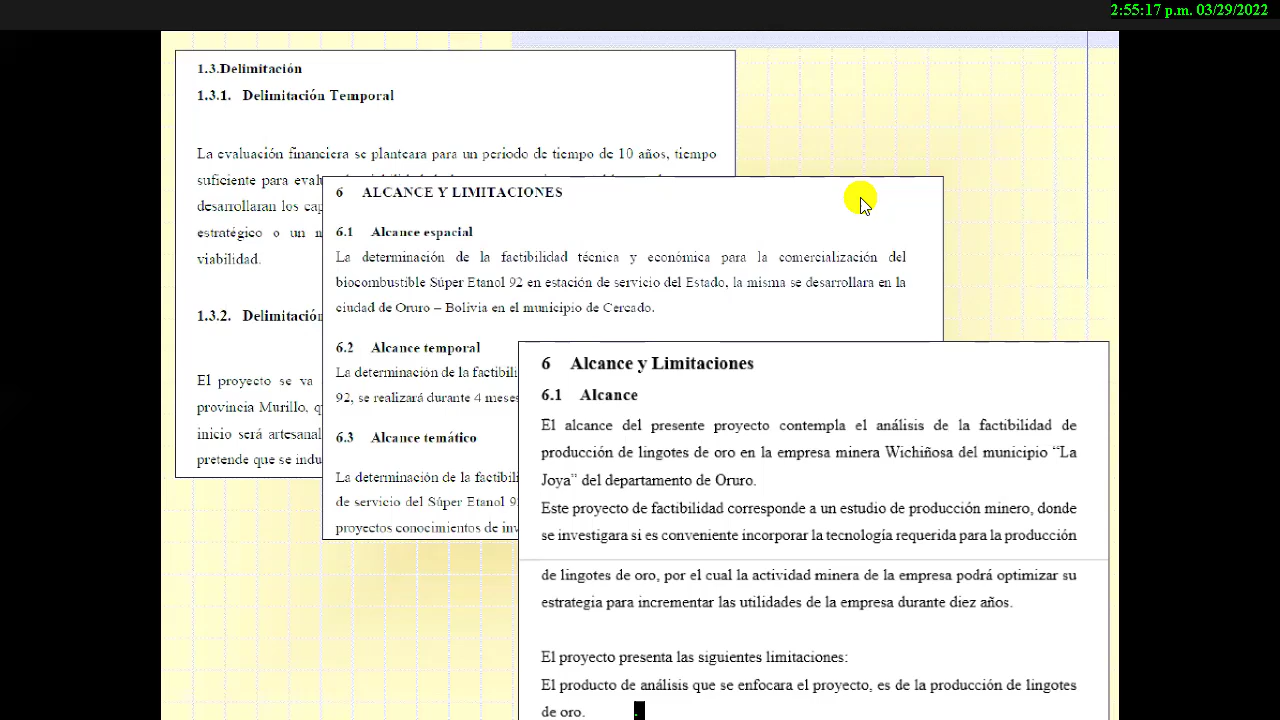 2:55:17 p.m. 03/29/2022
1.3.Delimitación
1.3.1. Delimitación Temporal
La evaluación financiera se planteara para un periodo de tiempo de 10 años, tiempo
suficiente para
desarrollaran los
estratégico o un
viabilidad.
1.3.2. Delimitación
El proyecto se va
provincia Murillo,
inicio será artesanal
pretende que se
6 ALCANCE Y LIMITACIONES
6.1 Alcance espacial
La determinación de la factibilidad técnica y económica para la comercialización del
biocombustible Súper Etanol 92 en estación de servicio del Estado, la misma se desarrollara en la
ciudad de Oruro – Bolivia en el municipio de Cercado.
6.2 Alcance temporal
La determinación de la
92, se realizará durante 4 meses
6.3 Alcance temático
La determinación de la
de servicio del Súper Etanol
proyectos conocimientos de
6 Alcance y Limitaciones
6.1 Alcance
El alcance del presente proyecto contempla el análisis de la factibilidad de
producción de lingotes de oro en la empresa minera Wichiñosa del municipio “La
Joya” del departamento de Oruro.
Este proyecto de factibilidad corresponde a un estudio de producción minero, donde
se investigara si es conveniente incorporar la tecnología requerida para la producción
de lingotes de oro, por el cual la actividad minera de la empresa podrá optimizar su
estrategia para incrementar las utilidades de la empresa durante diez años.
El proyecto presenta las siguientes limitaciones:
El producto de análisis que se enfocara el proyecto, es de la producción de lingotes
de oro.